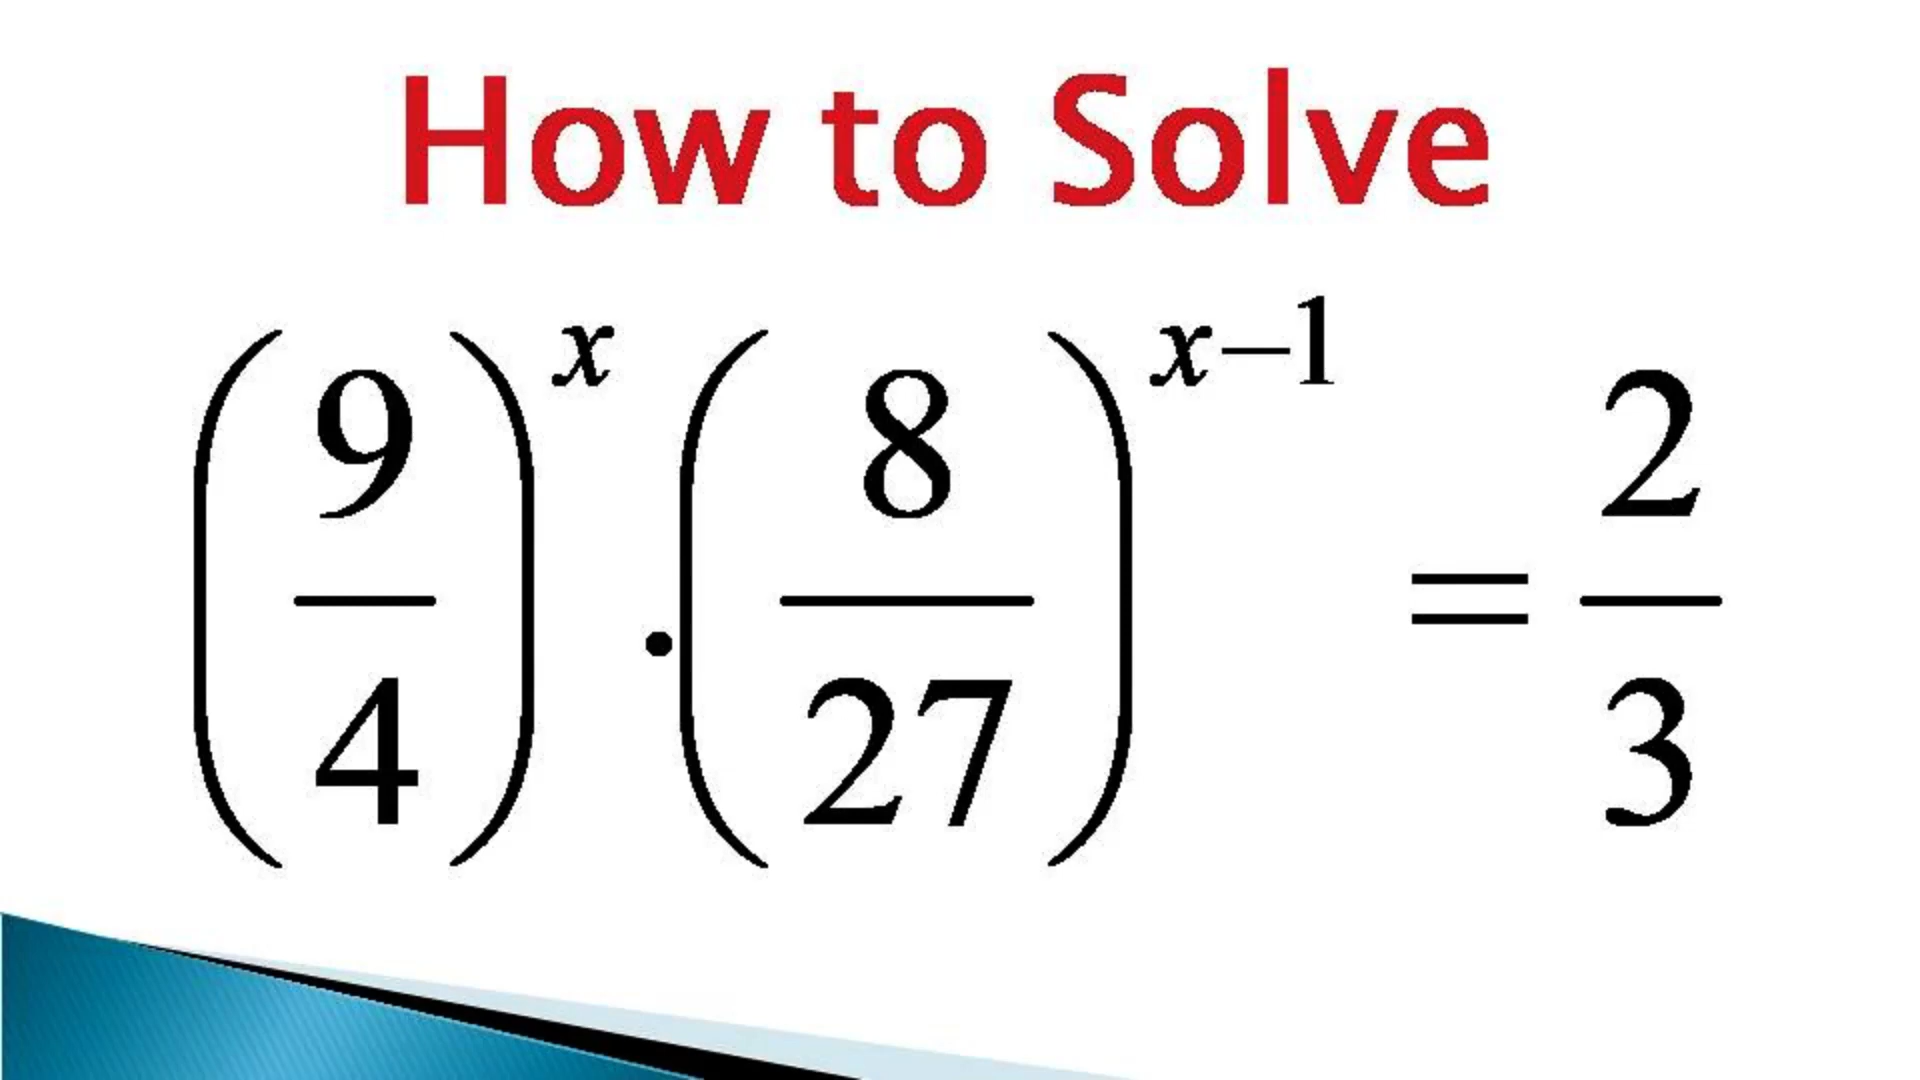 How to Solve
(9/4)^x . (8/27)^(x-1) = 2/3